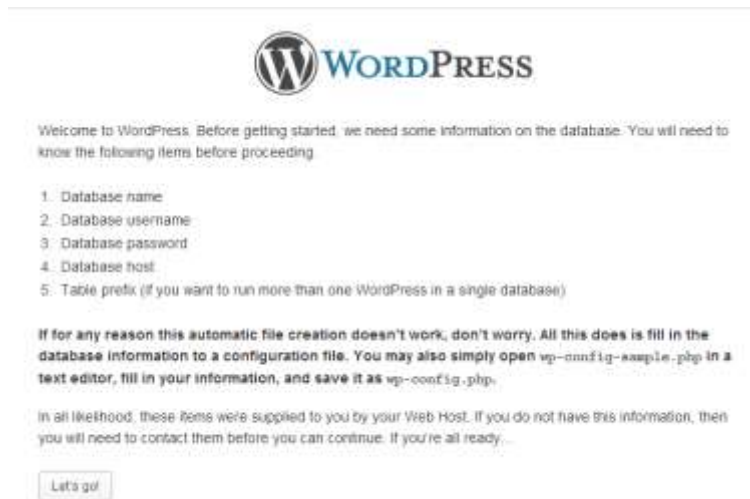 WORDPRESS
Welcome to WordPress. Before getting started, we need some information on the database. You will need to
know the following items before proceeding.
1. Database name
2. Database username
3. Database password
4. Database host
5. Table prefix (if you want to run more than one WordPress in a single database)
If for any reason this automatic file creation doesn't work, don't worry. All this does is fill in the
database information to a configuration file. You may also simply open wp-config-sample.php in a
text editor, fill in your information, and save it as wp-config.php.
In all likelihood, these items were supplied to you by your Web Host. If you do not have this information, then
you will need to contact them before you can continue. If you're all ready...
Let's go!